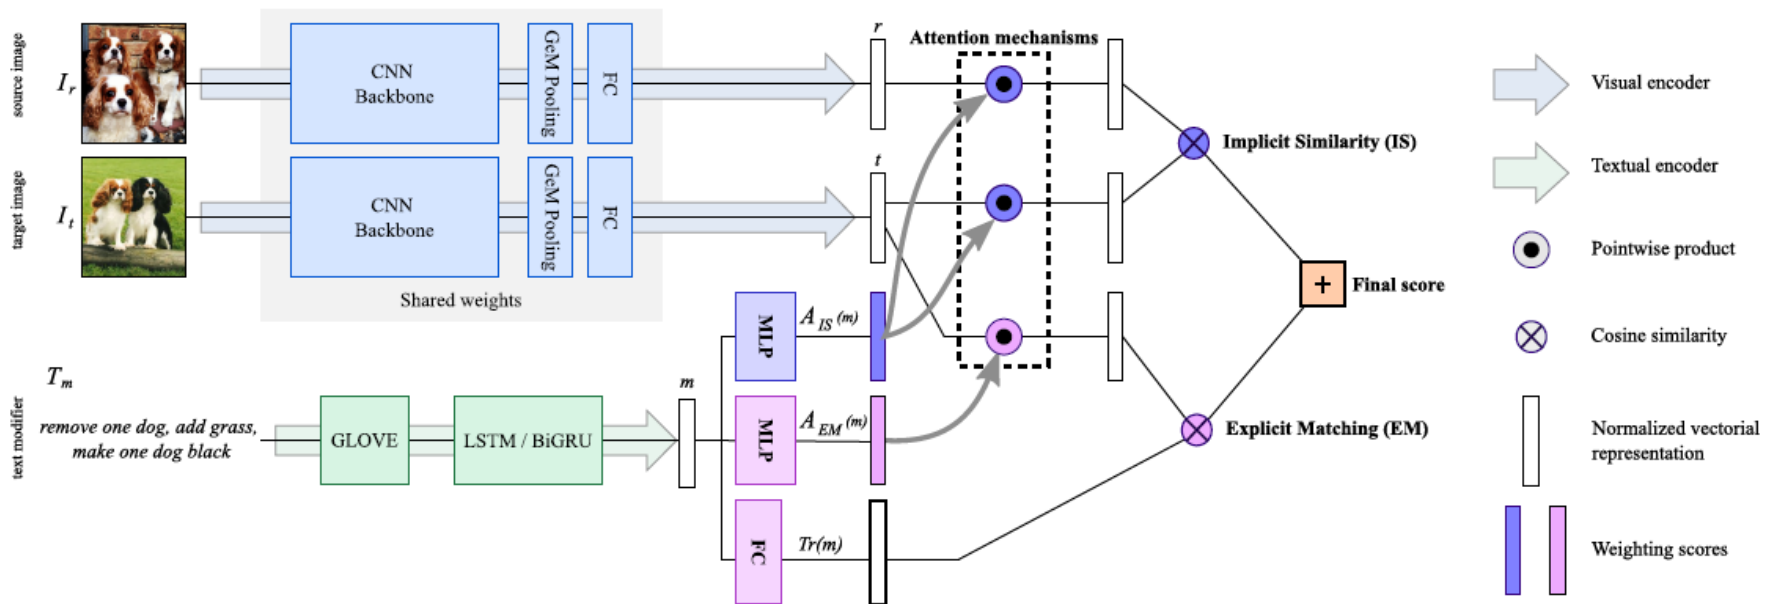 source image
I_r
CNN
Backbone
GeM Pooling
FC
r
Attention mechanisms
target image
I_t
CNN
Backbone
GeM Pooling
FC
t
Shared weights
Implicit Similarity (IS)
Final score
text modifier
T_m
remove one dog, add grass,
make one dog black
GLOVE
LSTM / BiGRU
m
MLP
A_IS (m)
MLP
A_EM (m)
FC
Tr(m)
Explicit Matching (EM)
Visual encoder
Textual encoder
Pointwise product
Cosine similarity
Normalized vectorial
representation
Weighting scores